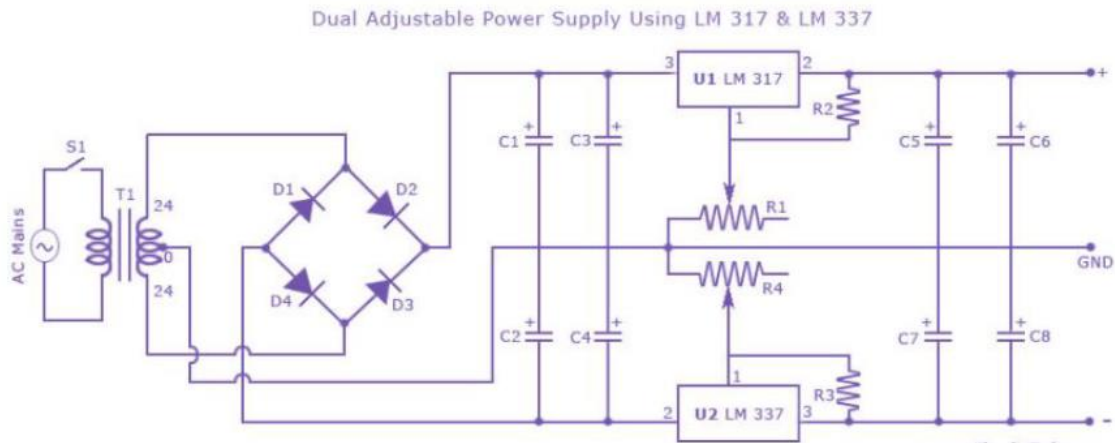 Dual Adjustable Power Supply Using LM 317 & LM 337
3 U1 LM 317 2 +
1
R2
S1
C1 + C3 + C5 + C6 +
T1
D1 D2
24
R1
AC Mains
0
GND
24
D4 D3
R4
C2 + C4 + C7 + C8 +
1
R3
2 U2 LM 337 3 -